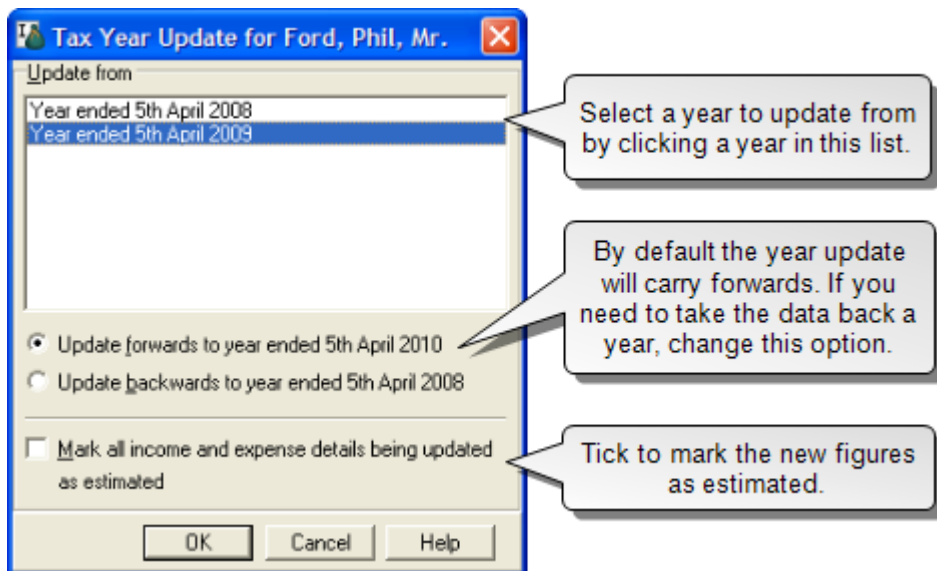 Tax Year Update for Ford, Phil, Mr.
Update from
Year ended 5th April 2008
Year ended 5th April 2009
Select a year to update from
by clicking a year in this list.
By default the year update
will carry forwards. If you
need to take the data back a
year, change this option.
Update forwards to year ended 5th April 2010
Update backwards to year ended 5th April 2008
Mark all income and expense details being updated
as estimated
Tick to mark the new figures
as estimated.
OK Cancel Help